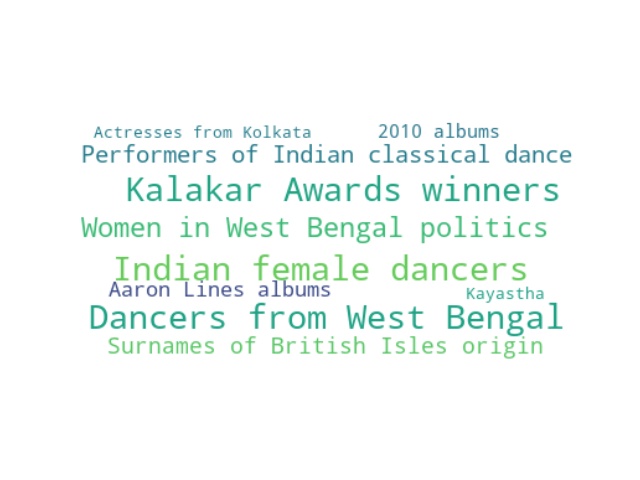 Actresses from Kolkata 2010 albums
Performers of Indian classical dance
Kalakar Awards winners
Women in West Bengal politics
Indian female dancers
Aaron Lines albums Kayastha
Dancers from West Bengal
Surnames of British Isles origin